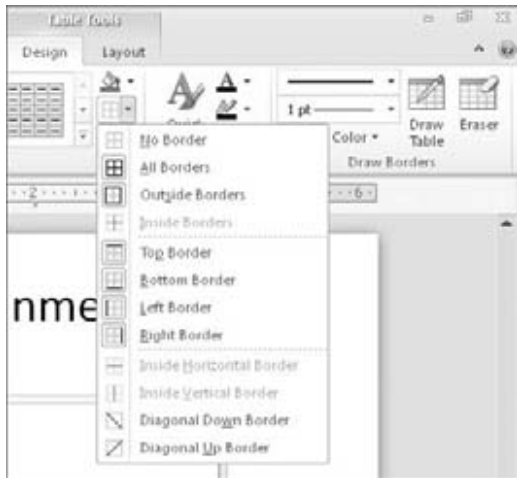 Table Tools
Design Layout
1 pt
Color
Draw Table
Eraser
Draw Borders
No Border
All Borders
Outside Borders
Inside Borders
2
6
Top Border
Bottom Border
nme
Left Border
Right Border
Inside Horizontal Border
Inside Vertical Border
Diagonal Down Border
Diagonal Up Border